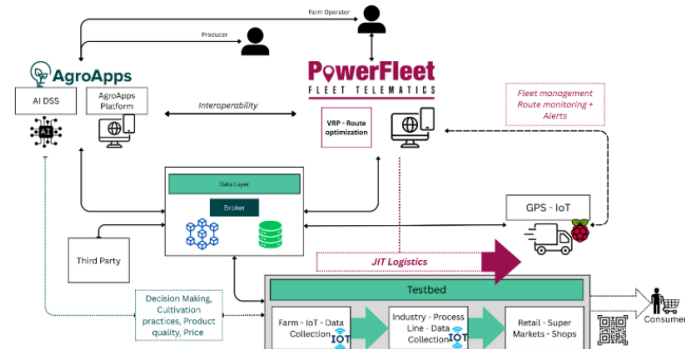 Farm Operator
Producer
AgroApps
PowerFleet
FLEET TELEMATICS
AI DSS
AgroApps
Platform
Interoperability
VRP - Route
optimization
Fleet management
Route monitoring +
Alerts
A.I
Data Layer
Broker
GPS - IoT
Third Party
JIT Logistics
Testbed
Decision Making,
Cultivation
practices, Product
quality, Price
Farm - IoT - Data
Collection
IOT
Industry - Process
Line - Data
Collection
IOT
Retail - Super
Markets - Shops
Consumer